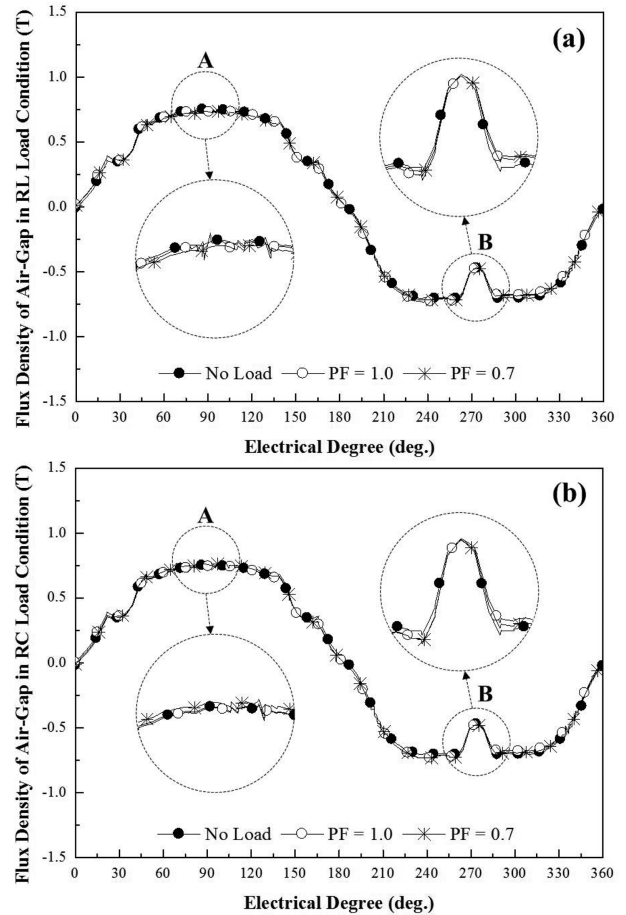 (a)
Flux Density of Air-Gap in RL Load Condition (T)
1.5
1.0
0.5
0.0
-0.5
-1.0
-1.5
A
B
No Load PF = 1.0 PF = 0.7
0 30 60 90 120 150 180 210 240 270 300 330 360
Electrical Degree (deg.)
(b)
Flux Density of Air-Gap in RC Load Condition (T)
1.5
1.0
0.5
0.0
-0.5
-1.0
-1.5
A
B
No Load PF = 1.0 PF = 0.7
0 30 60 90 120 150 180 210 240 270 300 330 360
Electrical Degree (deg.)